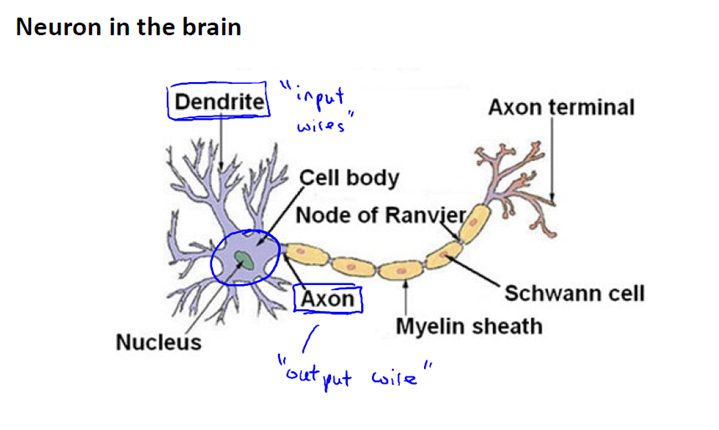 Neuron in the brain
Dendrite
"input
wires"
Axon terminal
Cell body
Node of Ranvier
Axon
Schwann cell
Myelin sheath
Nucleus
"output wire"